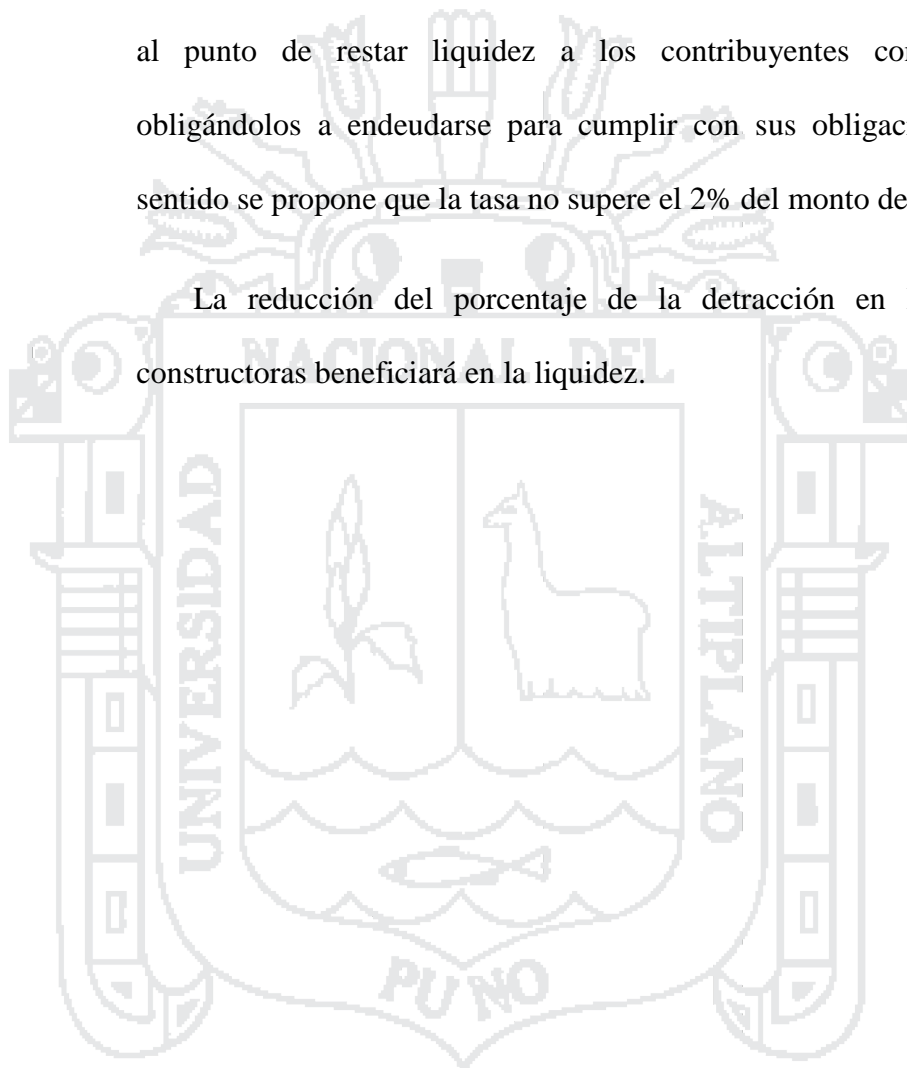 al punto de restar liquidez a los contribuyentes
obligándolos a endeudarse para cumplir con sus
sentido se propone que la tasa no supere el 2% del monto de
La reducción del porcentaje de la detracción en
constructoras beneficiará en la liquidez.
NACIONAL DEL
UNIVERSIDAD
ALTIPLANO
PUNO